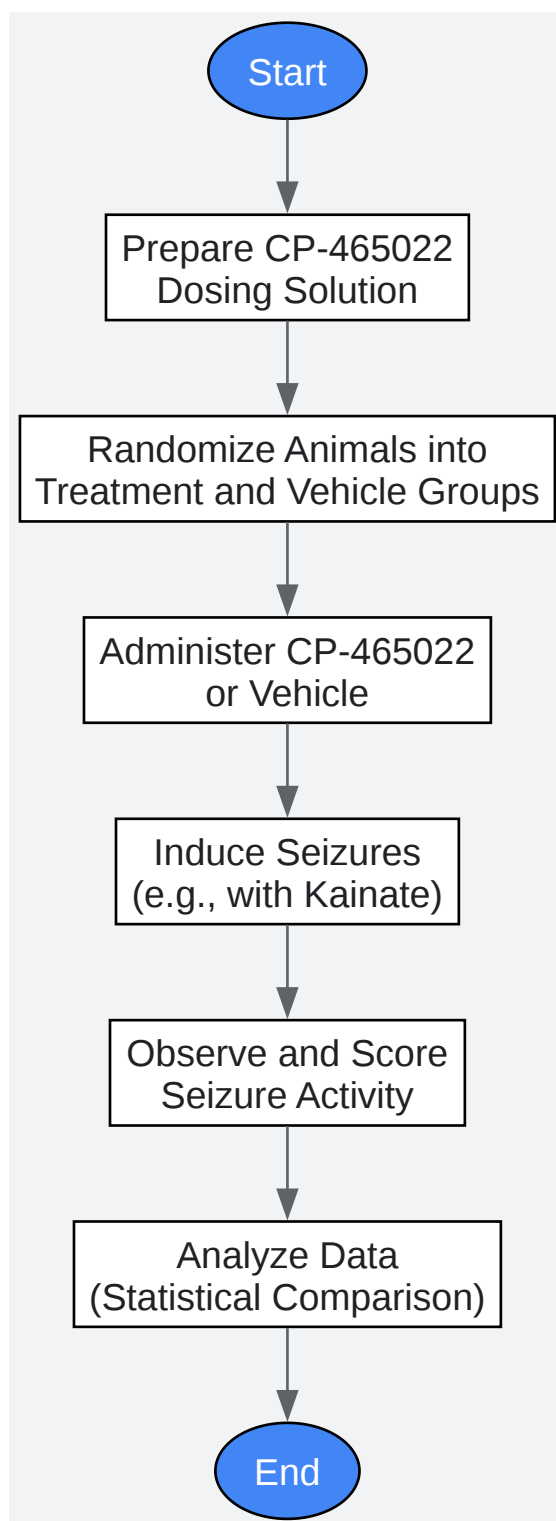 Start
Prepare CP-465022
Dosing Solution
Randomize Animals into
Treatment and Vehicle Groups
Administer CP-465022
or Vehicle
Induce Seizures
(e.g., with Kainate)
Observe and Score
Seizure Activity
Analyze Data
(Statistical Comparison)
End